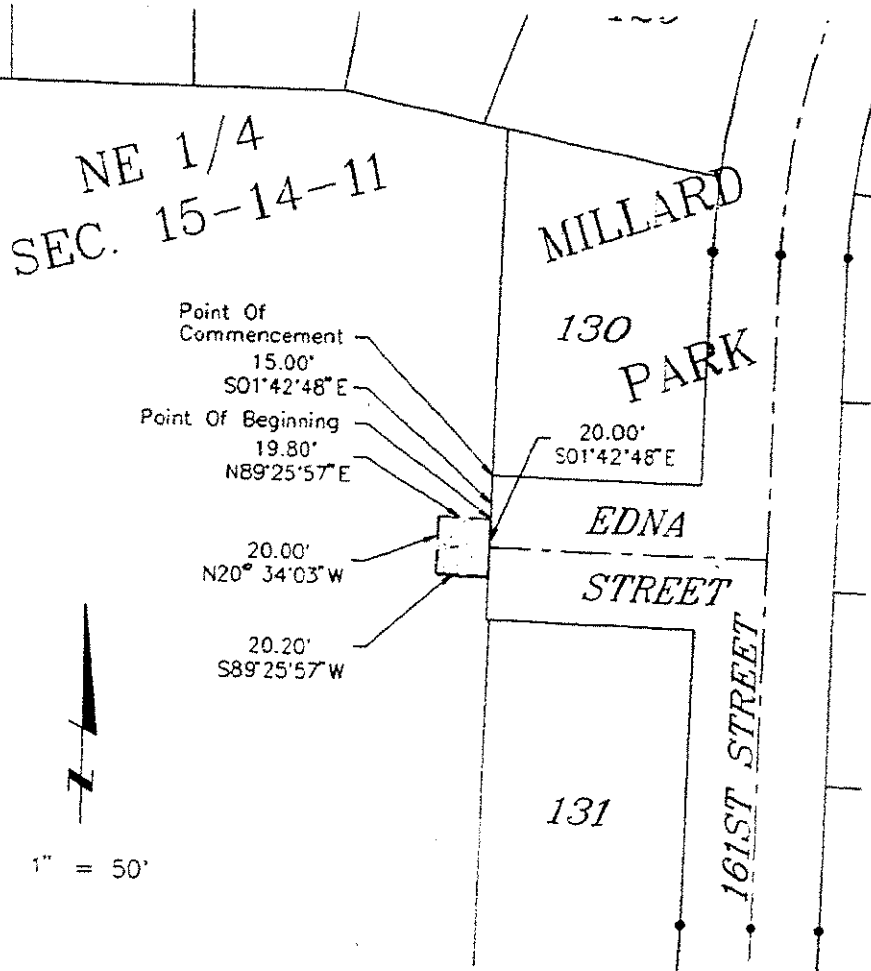 NE 1/4
SEC. 15-14-11
MILLARD
PARK
130
Point Of
Commencement
15.00'
S01°42'48"E
Point Of Beginning
19.80'
N89°25'57"E
20.00'
S01°42'48"E
20.00'
N20° 34'03"W
20.20'
S89°25'57"W
EDNA
STREET
161ST STREET
131
N
1" = 50'